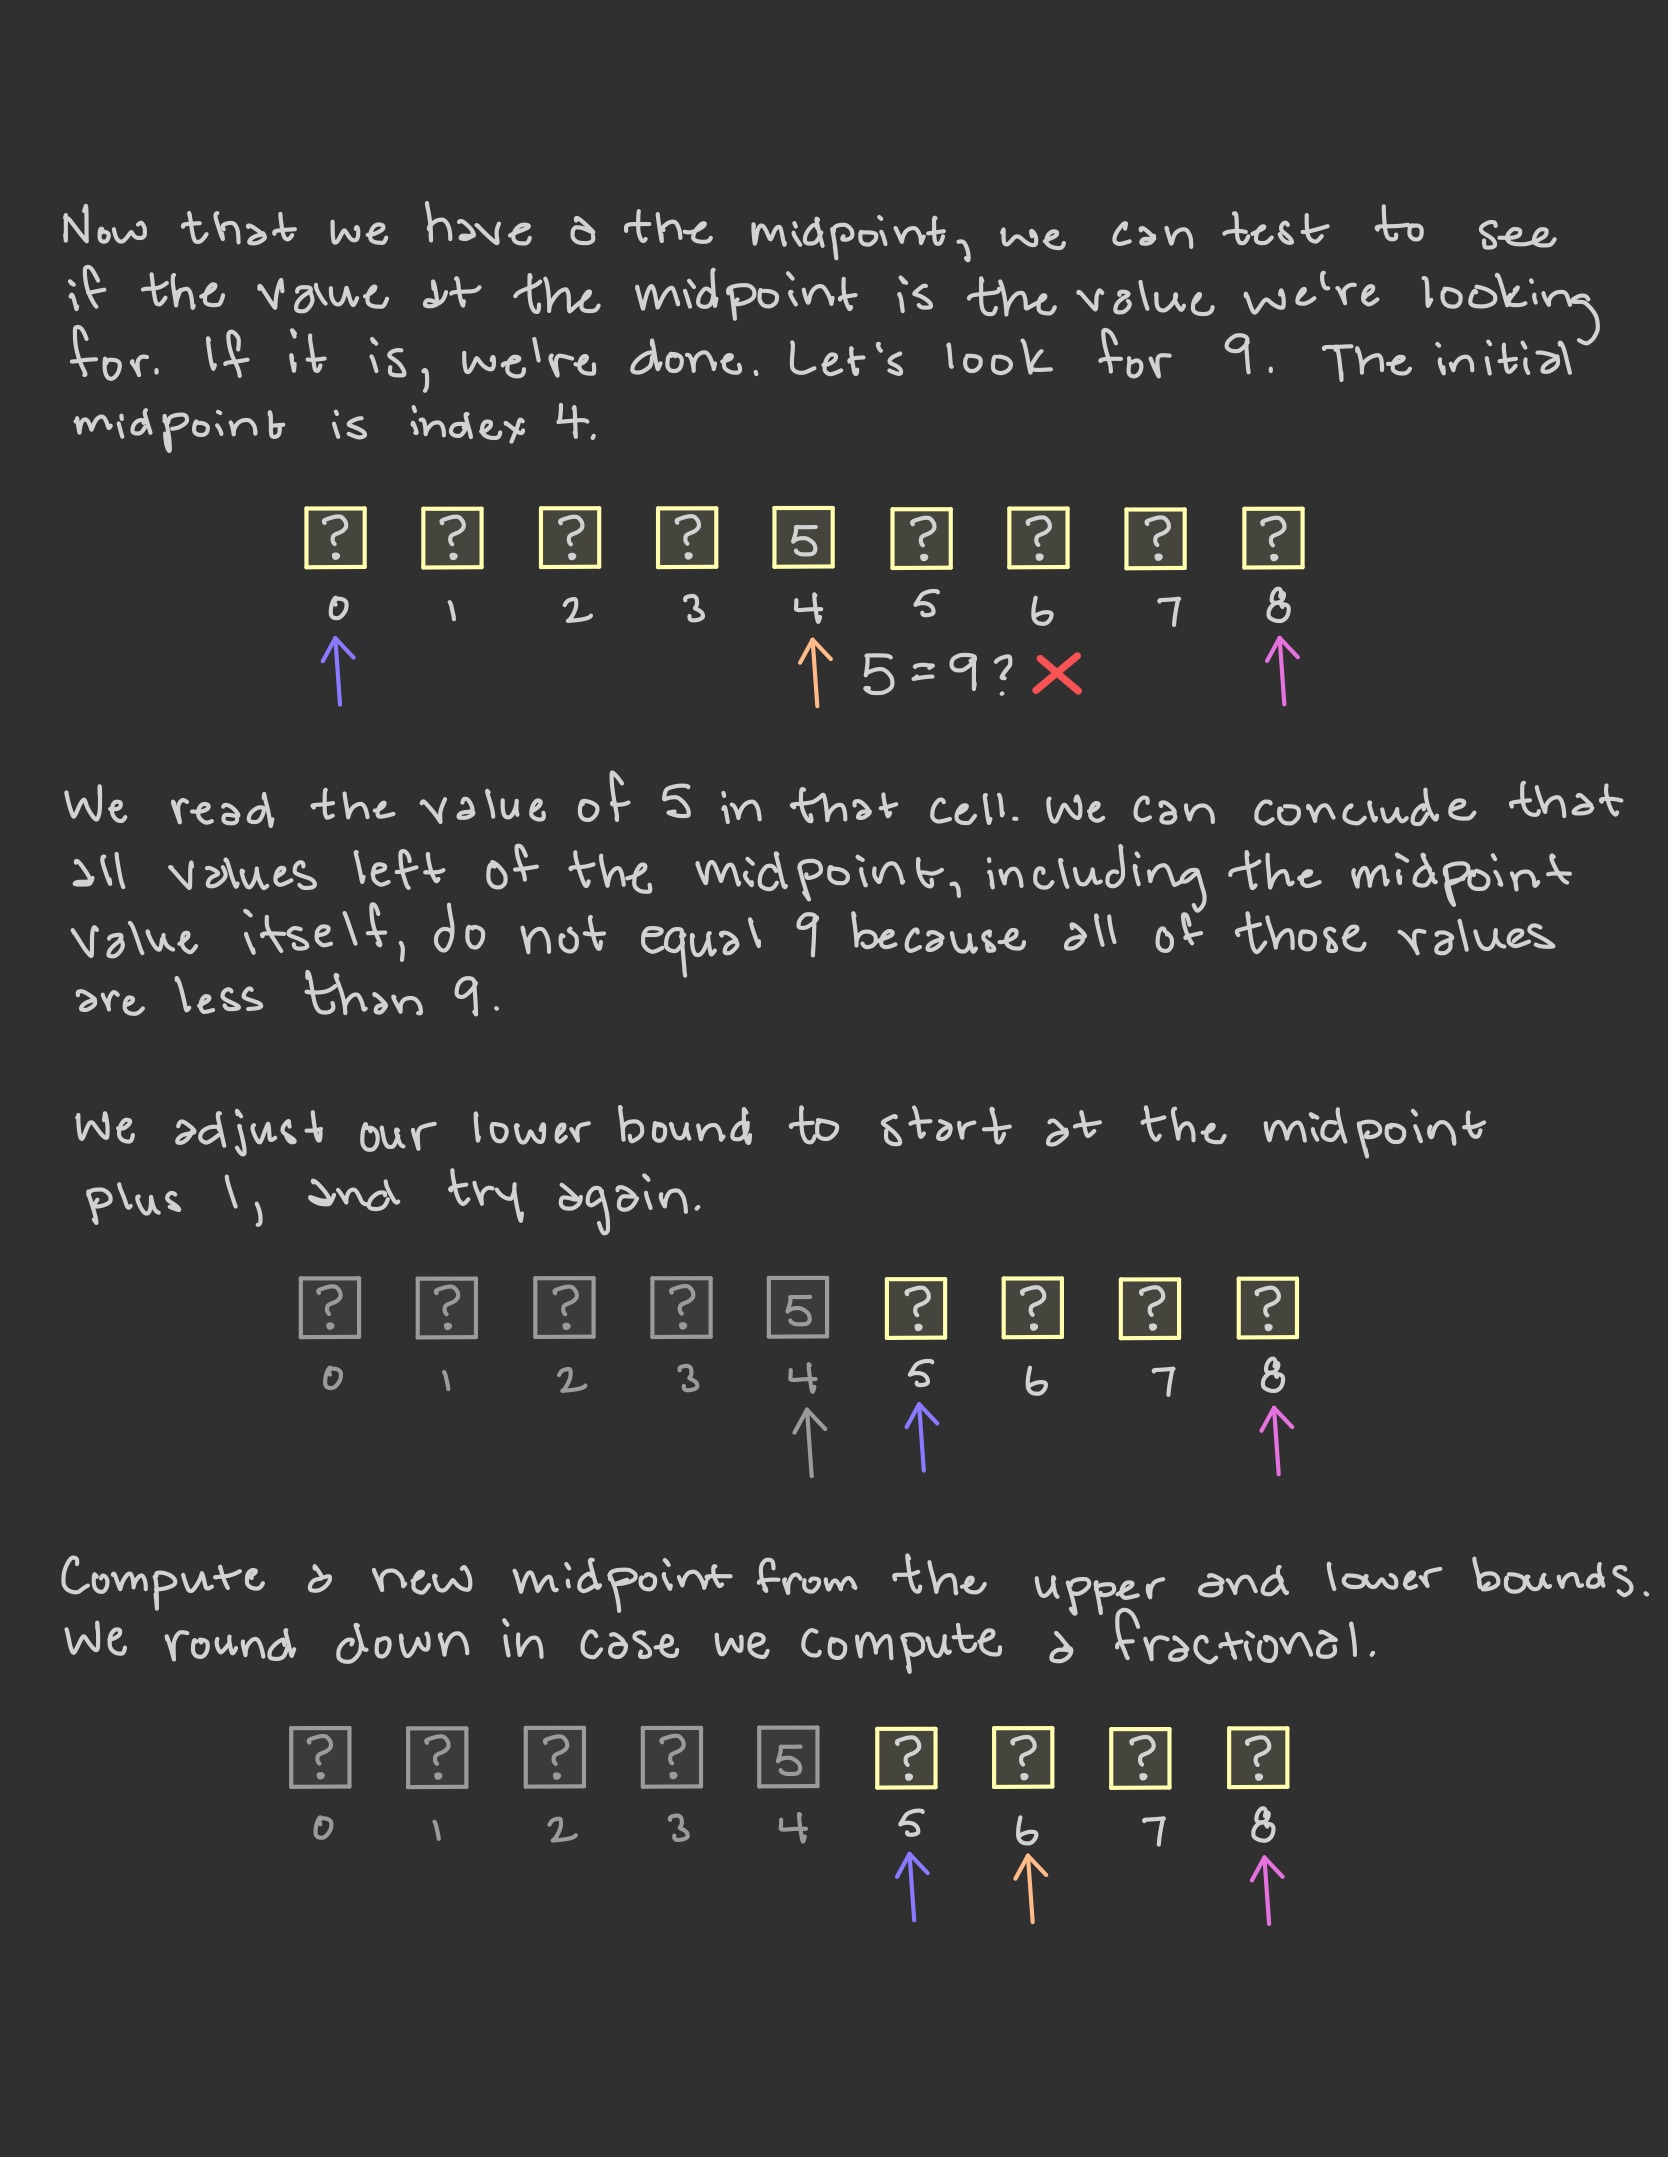 Now that we have a the midpoint, we can test to see
if the value at the midpoint is the value we're looking
for. If it is, we're done. Let's look for 9. The initial
midpoint is index 4.
? ? ? ? 5 ? ? ? ?
0 1 2 3 4 5 6 7 8
5 = 9 ?
We read the value of 5 in that cell. We can conclude that
all values left of the midpoint, including the midpoint
value itself, do not equal 9 because all of those values
are less than 9.
We adjust our lower bound to start at the midpoint
plus 1, and try again.
? ? ? ? 5 ? ? ? ?
0 1 2 3 4 5 6 7 8
Compute a new midpoint from the upper and lower bounds.
We round down in case we compute a fractional.
? ? ? ? 5 ? ? ? ?
0 1 2 3 4 5 6 7 8